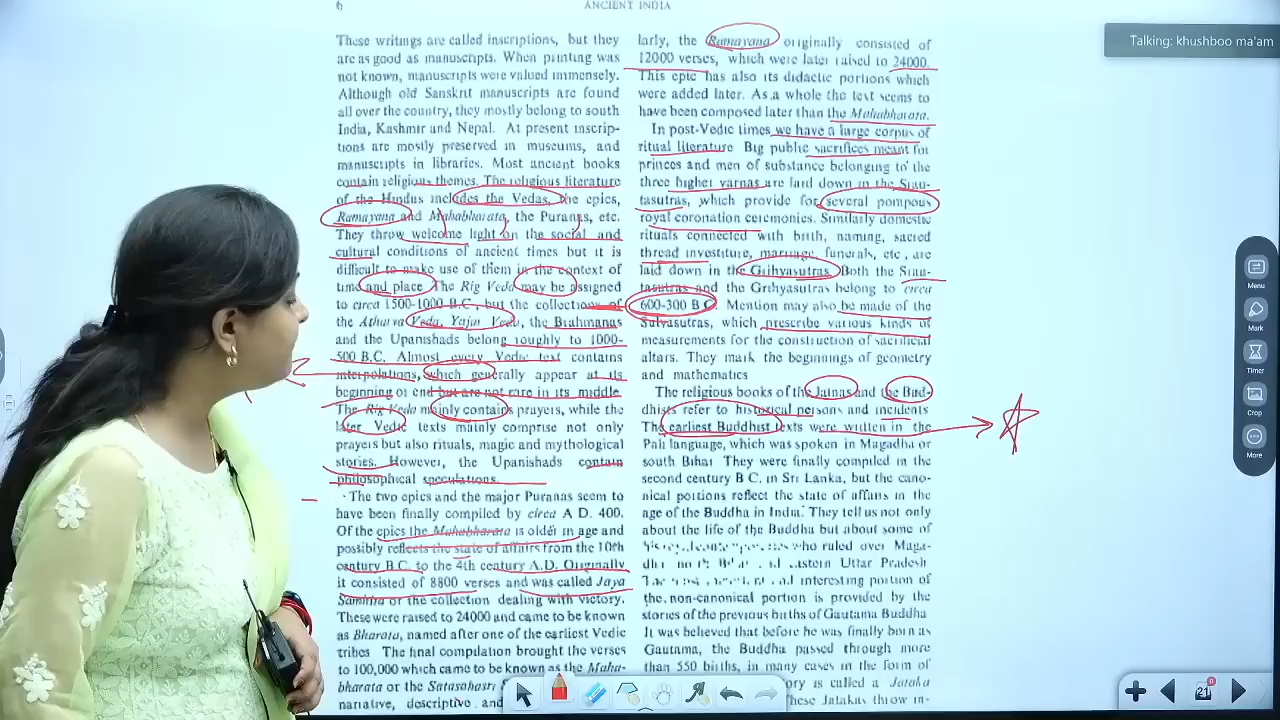 6
ANCIENT INDIA
Talking: khushboo ma'am
These writings are called inscriptions, but they
are as good as manuscripts. When printing was
not known, manuscripts were valued immensely.
Although old Sanskrit manuscripts are found
all over the country, they mostly belong to south
India, Kashmir and Nepal. At present inscrip-
tions are mostly preserved in museums, and
manuscripts in libraries. Most ancient books
contain religious themes. The religious literature
of the Hindus includes the Vedas, the epics,
Ramayana and Mahabharata, the Puranas, etc.
They throw welcome light on the social and
cultural conditions of ancient times but it is
difficult to make use of them in the context of
time and place The Rig Veda may be assigned
to circa 1500-1000 B.C., but the collections of
the Atharva Veda, Yajur Veda, the Brahmanas
and the Upanishads belong roughly to 1000-
500 B.C. Almost every Vedic text contains
interpolations, which generally appear at its
beginning or end but are not rare in its middle.
The Rig Veda mainly contains prayers, while the
later Vedic texts mainly comprise not only
prayers but also rituals, magic and mythological
stories. However, the Upanishads contain
philosophical speculations.
The two epics and the major Puranas seem to
have been finally compiled by circa A D. 400.
Of the epics the Mahabharata is older in age and
possibly reflects the state of affairs from the 10th
century B.C. to the 4th century A.D. Originally
it consisted of 8800 verses and was called Jaya
Samhita or the collection dealing with victory.
These were raised to 24000 and came to be known
as Bharata, named after one of the earliest Vedic
tribes The final compilation brought the verses
to 100,000 which came to be known as the Maha-
bharata or the Satasahasri
narrative, descriptive and
larly, the Ramayana originally consisted of
12000 verses, which were later raised to 24000.
This epic has also its didactic portions which
were added later. As a whole the text seems to
have been composed later than the Mahabharata.
In post-Vedic times we have a large corpus of
ritual literature Big public sacrifices meant for
princes and men of substance belonging to the
three higher varnas are laid down in the Srau-
tasutras, which provide for several pompous
royal coronation ceremonies. Similarly domestic
rituals connected with birth, naming, sacred
thread investiture, marriage, funerals, etc, are
laid down in the Grihyasutras Both the Srau-
tasutras and the Grihyasutras belong to circa
600-300 B C. Mention may also be made of the
Sulvasutras, which prescribe various kinds of
measurements for the construction of sacrificial
altars. They mark the beginnings of geometry
and mathematics
The religious books of the Jainas and the Bud-
dhists refer to historical persons and incidents
The earliest Buddhist texts were written in the
Pali language, which was spoken in Magadha or
south Bihar They were finally compiled in the
second century B C. in Sri Lanka, but the cano-
nical portions reflect the state of affairs in the
age of the Buddha in India. They tell us not only
about the life of the Buddha but about some of
his who ruled over Maga-
eastern Uttar Pradesh
and interesting portion of
the non-canonical portion is provided by the
stories of the previous births of Gautama Buddha
It was believed that before he was finally born as
Gautama, the Buddha passed through more
than 550 births, in many cases in the form of
ory is called a Jataka
These Jatakas throw in-
Menu
Mark
Timer
Crop
More
21